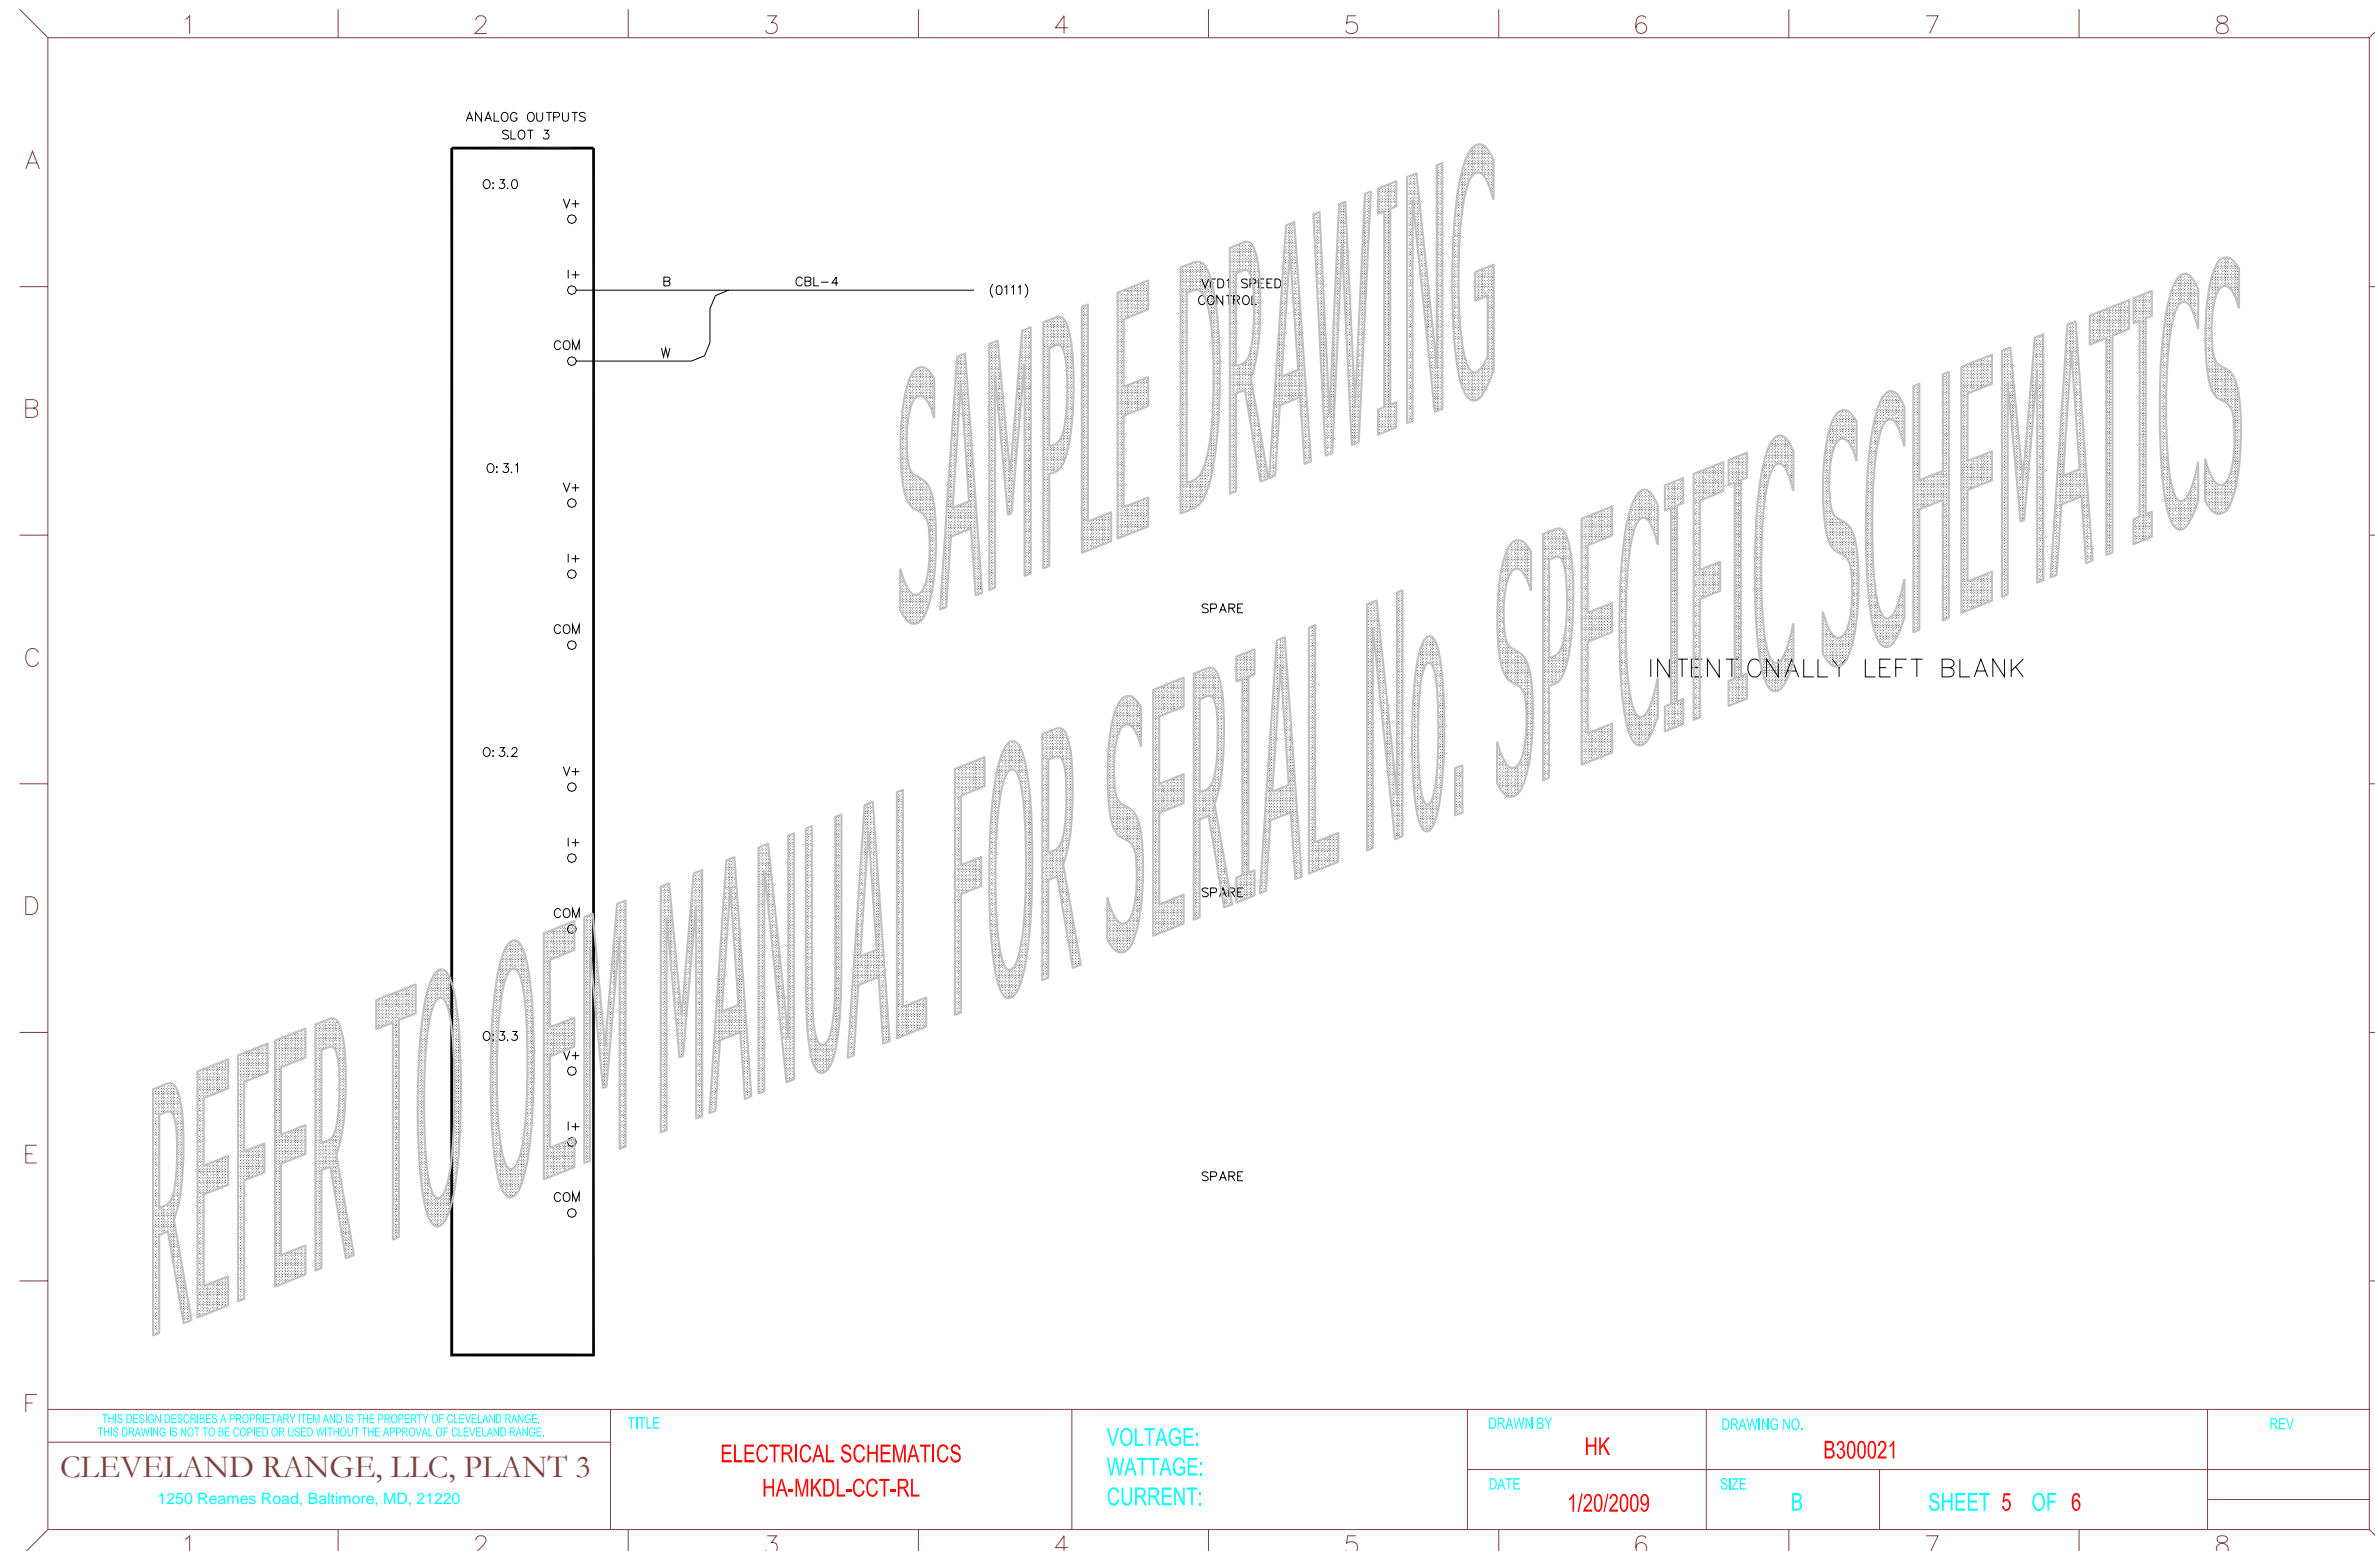 1 2 3 4 5 6 7 8
ANALOG OUTPUTS
SLOT 3
A
O:3.0
V+
I+
B CBL-4 (0111)
VFD1 SPEED
CONTROL
COM
W
B
O:3.1
V+
I+
SPARE
COM
C
INTENTIONALLY LEFT BLANK
O:3.2
V+
I+
SPARE
COM
D
O:3.3
V+
I+
E
SPARE
COM
SAMPLE DRAWING
REFER TO OEM MANUAL FOR SERIAL No. SPECIFIC SCHEMATICS
F
THIS DESIGN DESCRIBES A PROPRIETARY ITEM AND IS THE PROPERTY OF CLEVELAND RANGE.
THIS DRAWING IS NOT TO BE COPIED OR USED WITHOUT THE APPROVAL OF CLEVELAND RANGE.
CLEVELAND RANGE, LLC, PLANT 3
1250 Reames Road, Baltimore, MD, 21220
TITLE
ELECTRICAL SCHEMATICS
HA-MKDL-CCT-RL
VOLTAGE:
WATTAGE:
CURRENT:
DRAWN BY
HK
DATE
1/20/2009
DRAWING NO.
B300021
SIZE
B
SHEET 5 OF 6
REV
1 2 3 4 5 6 7 8